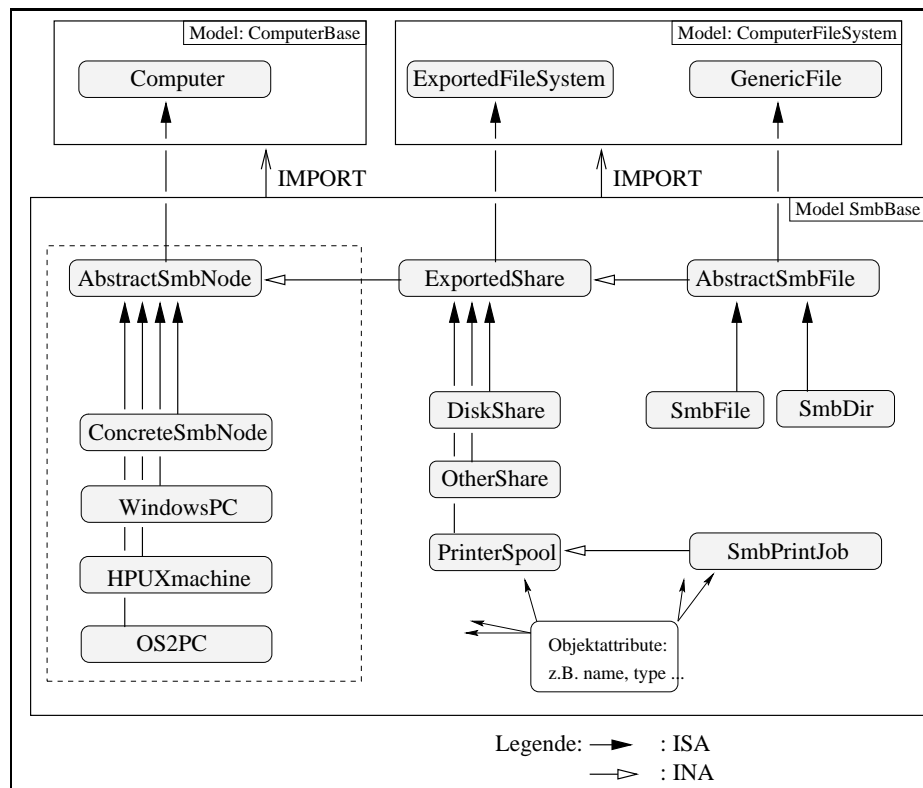 Model: ComputerBase
Model: ComputerFileSystem
Computer
ExportedFileSystem
GenericFile
IMPORT
IMPORT
Model SmbBase
AbstractSmbNode
ExportedShare
AbstractSmbFile
DiskShare
SmbFile
SmbDir
ConcreteSmbNode
OtherShare
WindowsPC
PrinterSpool
SmbPrintJob
HPUXmachine
OS2PC
Objektattribute:
z.B. name, type ...
Legende: : ISA
: INA